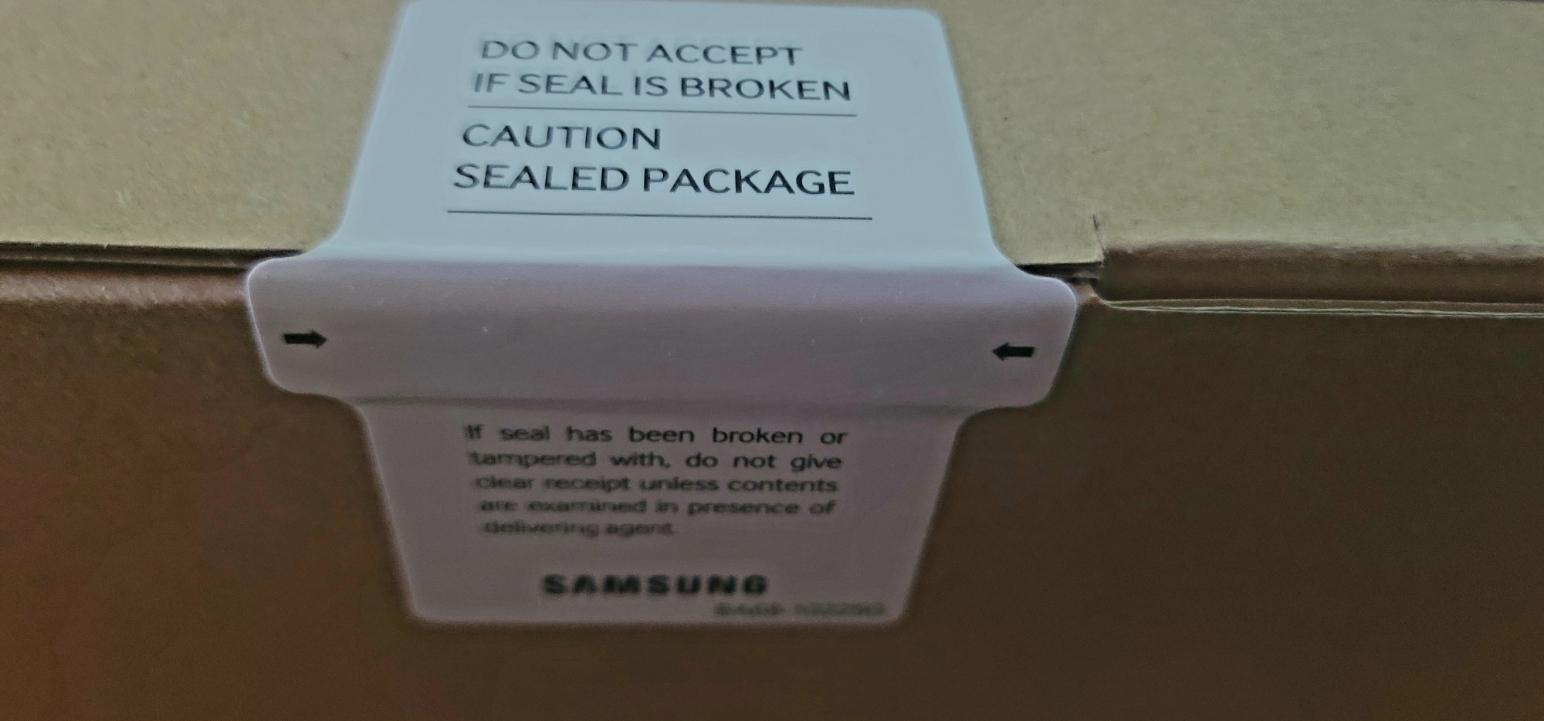 DO NOT ACCEPT
IF SEAL IS BROKEN
CAUTION
SEALED PACKAGE
If seal has been broken or
tampered with, do not give
clear receipt unless contents
are examined in presence of
delivering agent.
SAMSUNG